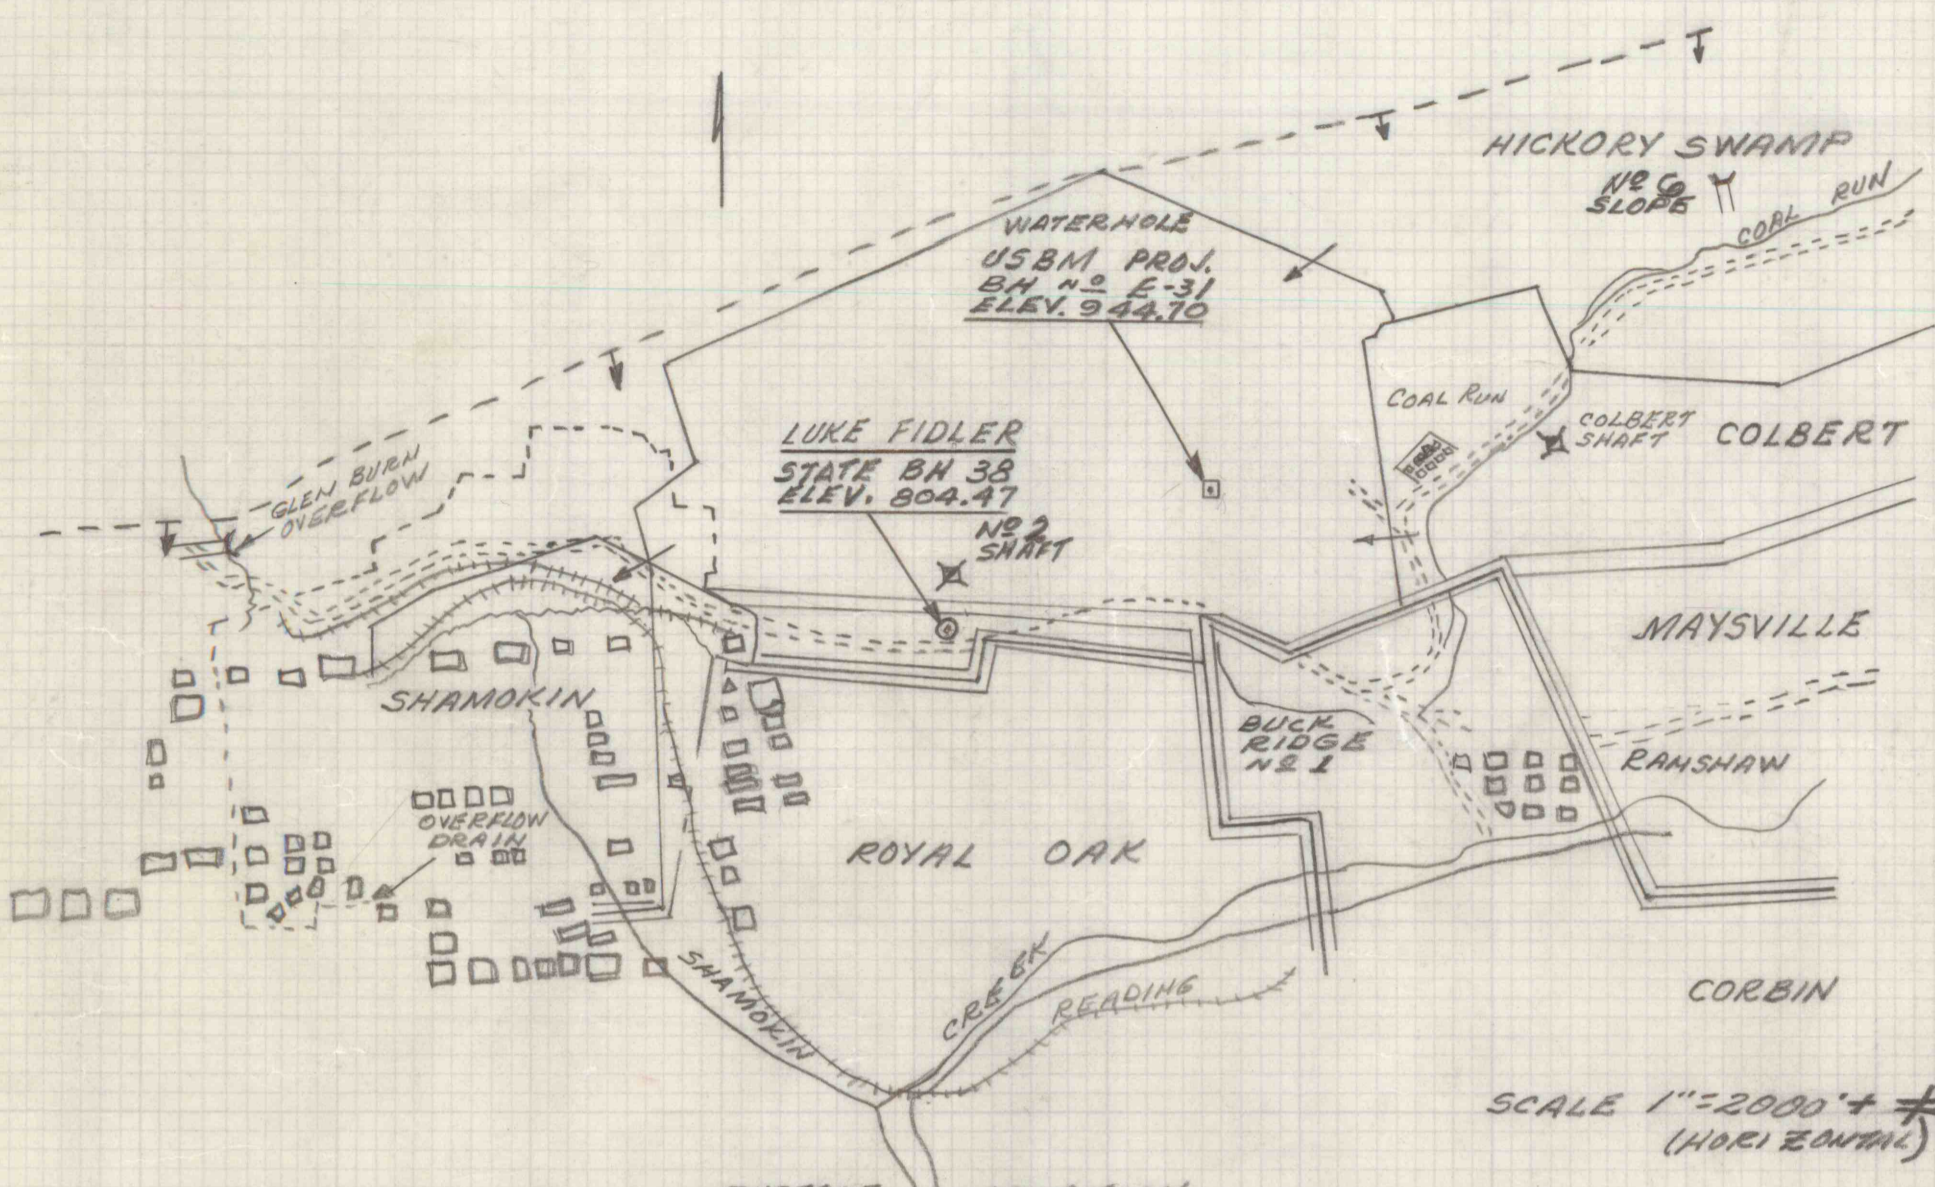 HICKORY SWAMP
Nº 6
SLOPE
COAL RUN
WATERHOLE
USBM PROJ.
BH Nº E-31
ELEV. 944.70
COAL RUN
COLBERT
SHAFT
COLBERT
LUKE FIDLER
STATE BH 38
ELEV. 804.47
Nº 2
SHAFT
GLEN BURN
OVERFLOW
MAYSVILLE
SHAMOKIN
BUCK
RIDGE
Nº 1
RAMSHAW
OVERFLOW
DRAIN
ROYAL OAK
SHAMOKIN
CREEK
READING
CORBIN
SCALE 1"=2000'±
(HORIZONTAL)